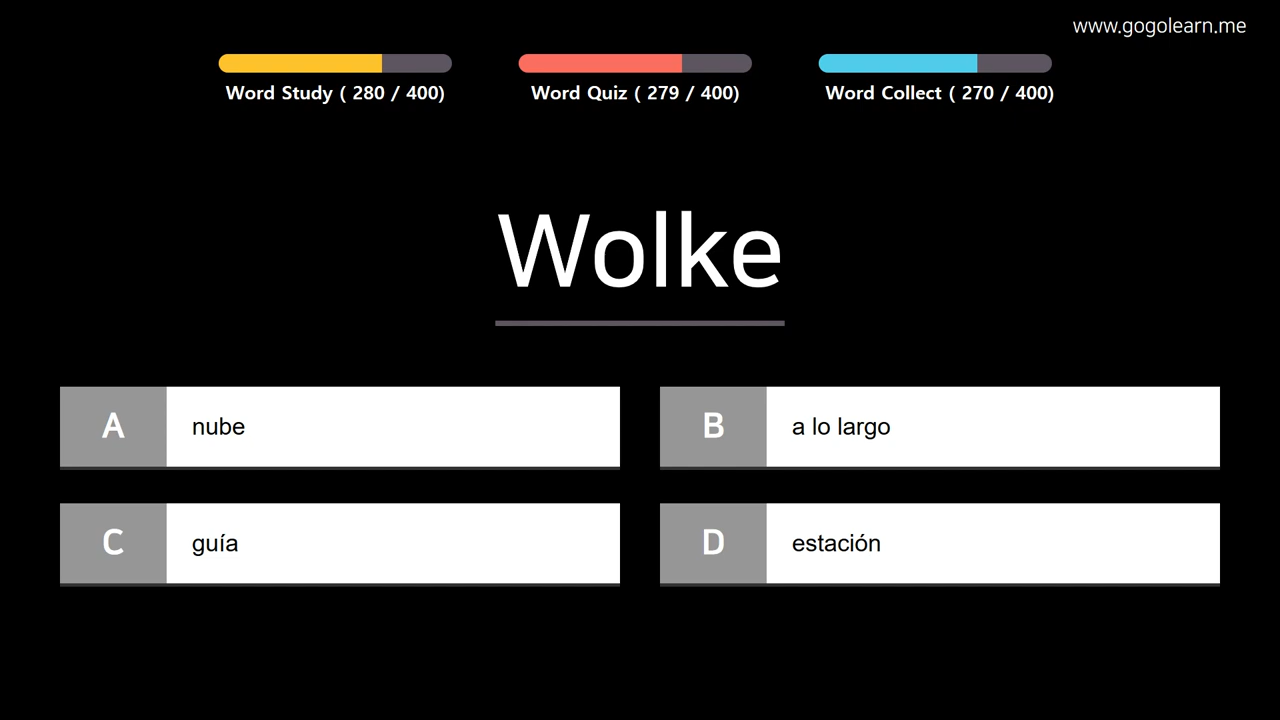 www.gogolearn.me
Word Study ( 280 / 400)
Word Quiz ( 279 / 400)
Word Collect ( 270 / 400)
Wolke
A nube
B a lo largo
C guía
D estación